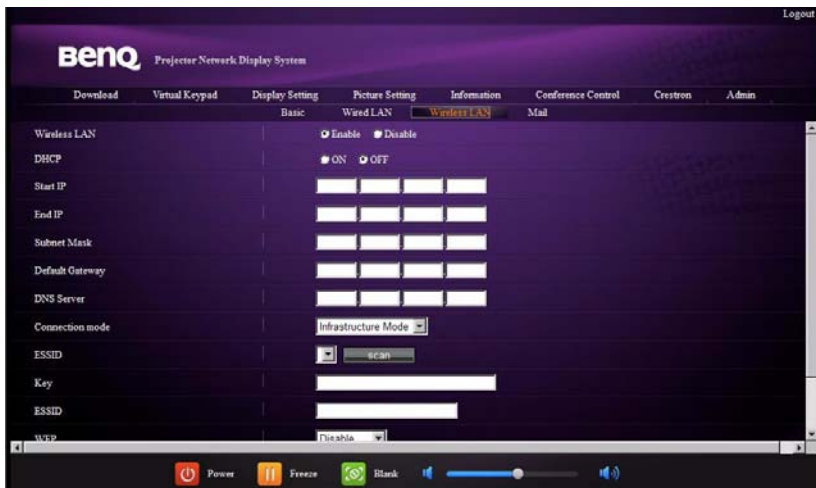 Logout
BenQ Projector Network Display System
Download Virtual Keypad Display Setting Picture Setting Information Conference Control Crestron Admin
Basic Wired LAN Wireless LAN Mail
Wireless LAN Enable Disable
DHCP ON OFF
Start IP
End IP
Subnet Mask
Default Gateway
DNS Server
Connection mode Infrastructure Mode
ESSID scan
Key
ESSID
WEP Disable
Power Freeze Blank